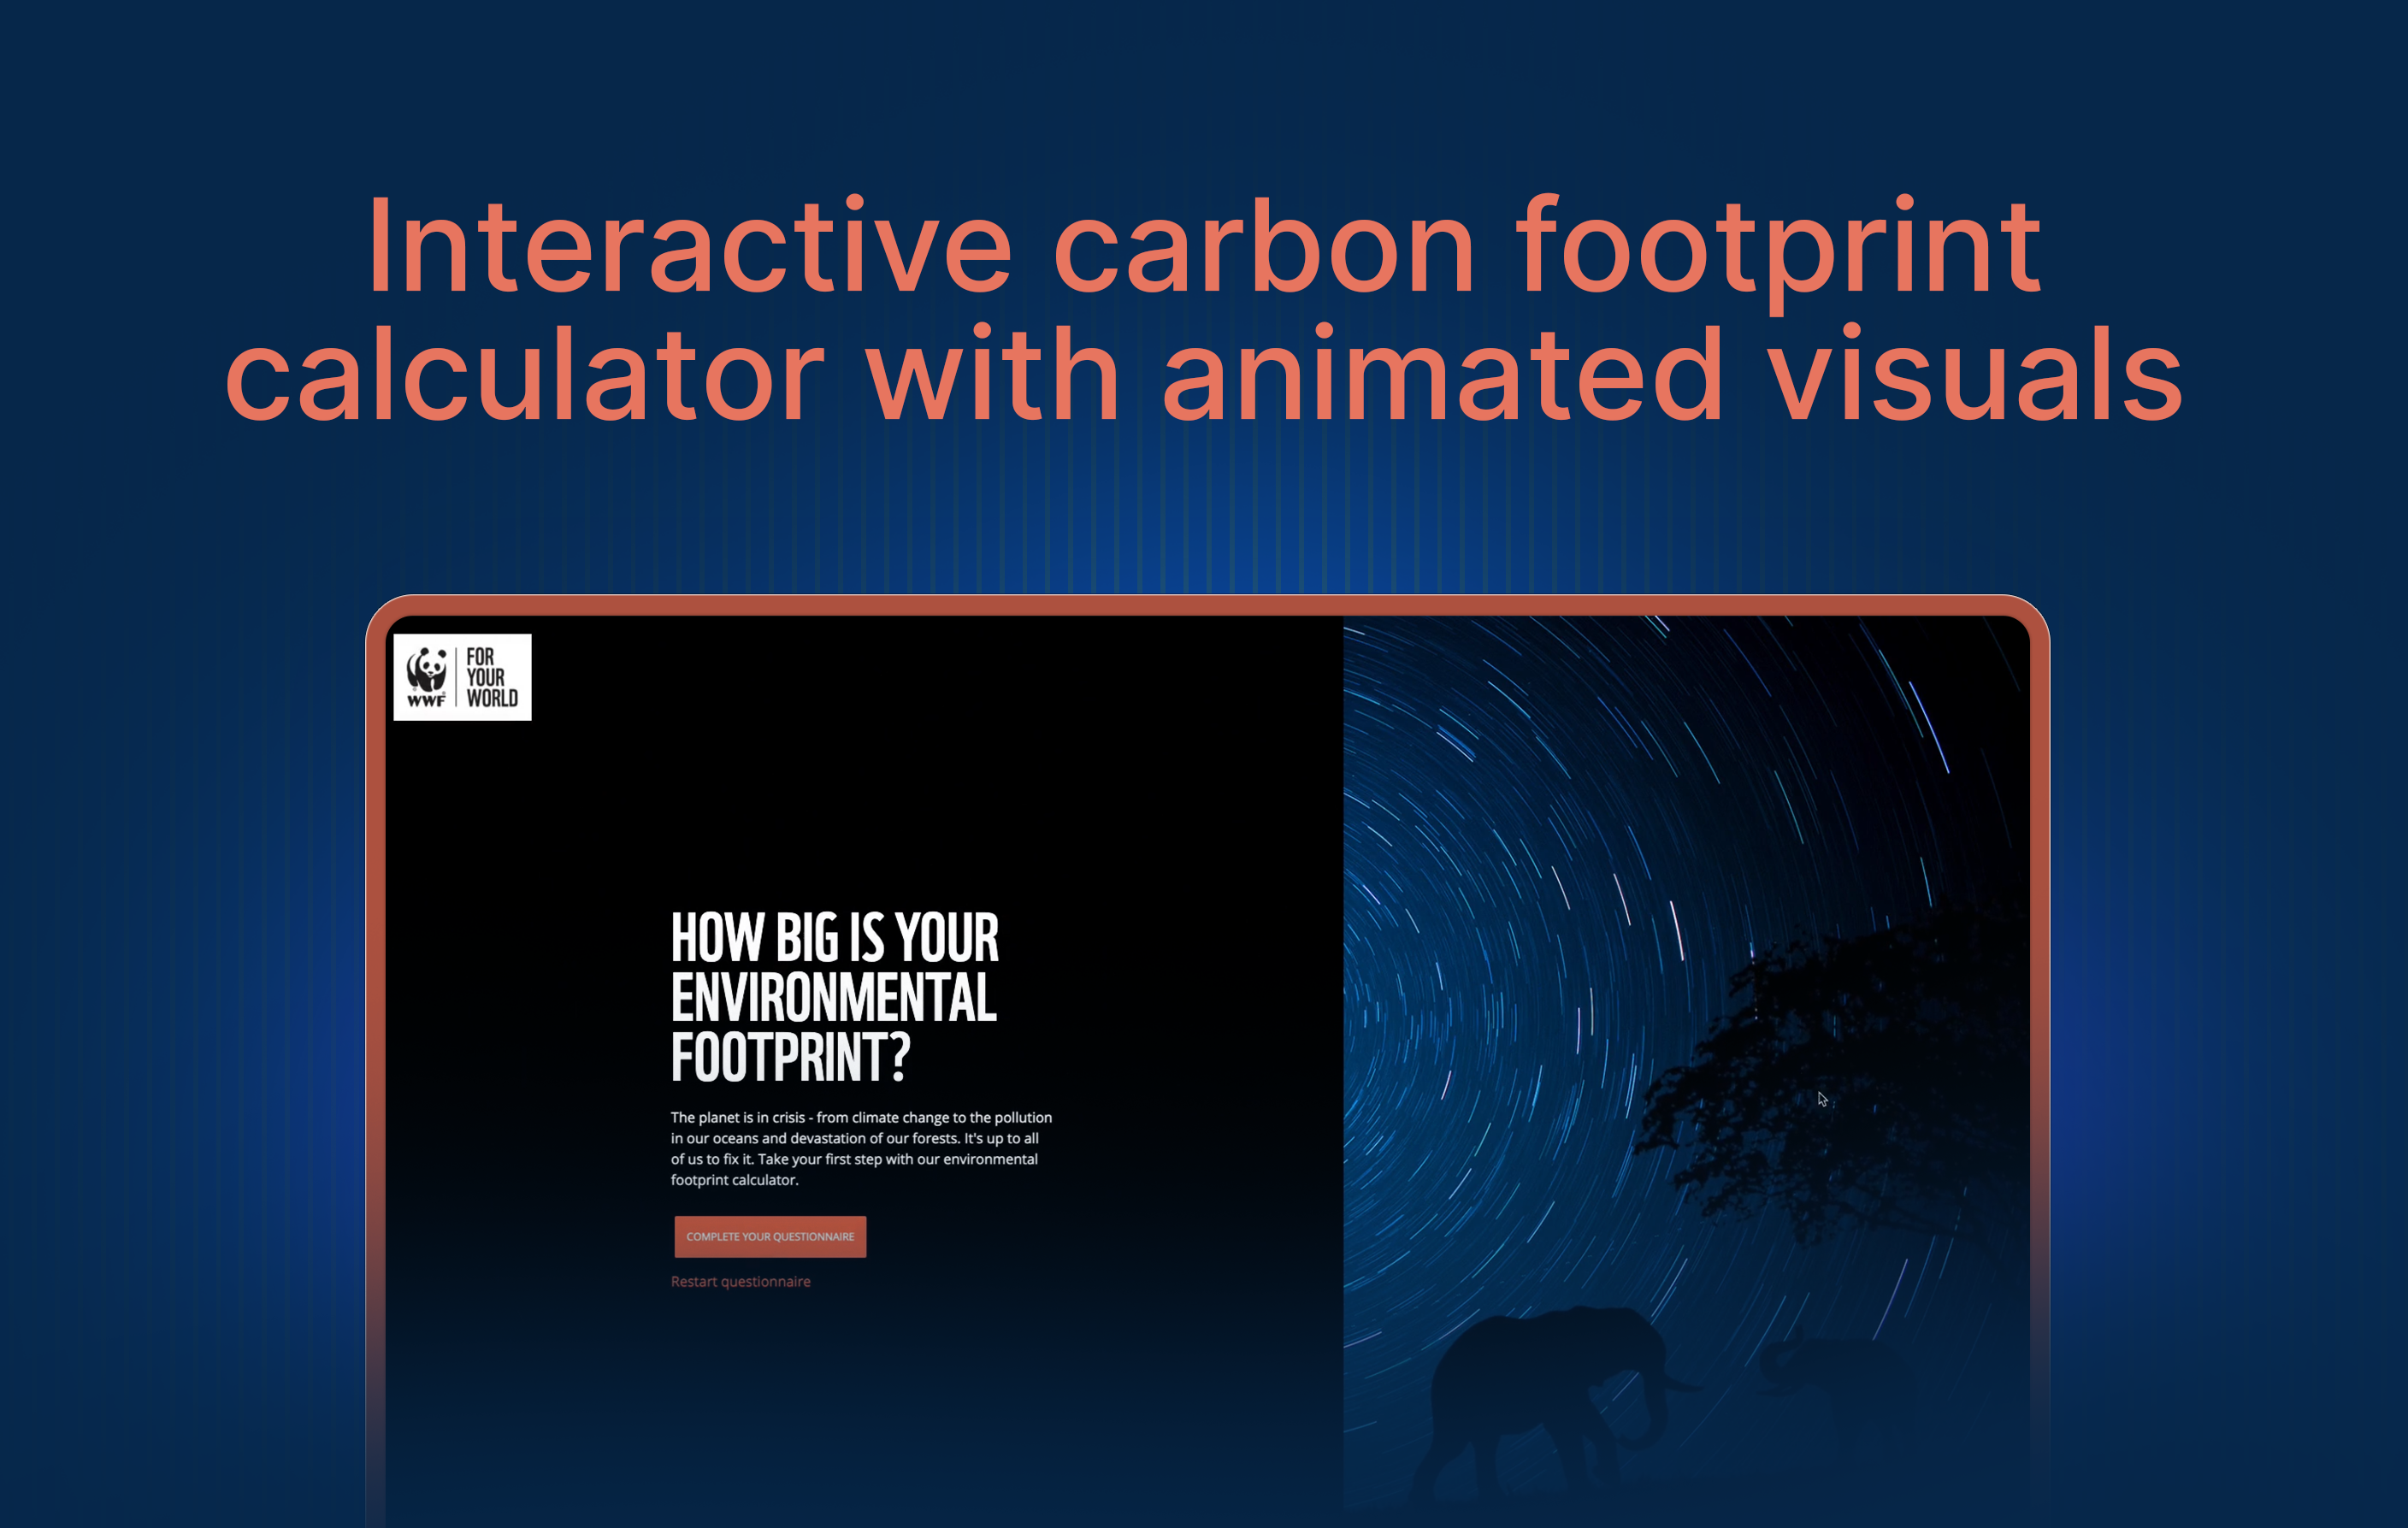 Interactive carbon footprint
calculator with animated visuals
WWF
FOR
YOUR
WORLD
HOW BIG IS YOUR
ENVIRONMENTAL
FOOTPRINT?
The planet is in crisis - from climate change to the pollution
in our oceans and devastation of our forests. It's up to all
of us to fix it. Take your first step with our environmental
footprint calculator.
COMPLETE YOUR QUESTIONNAIRE
Restart questionnaire